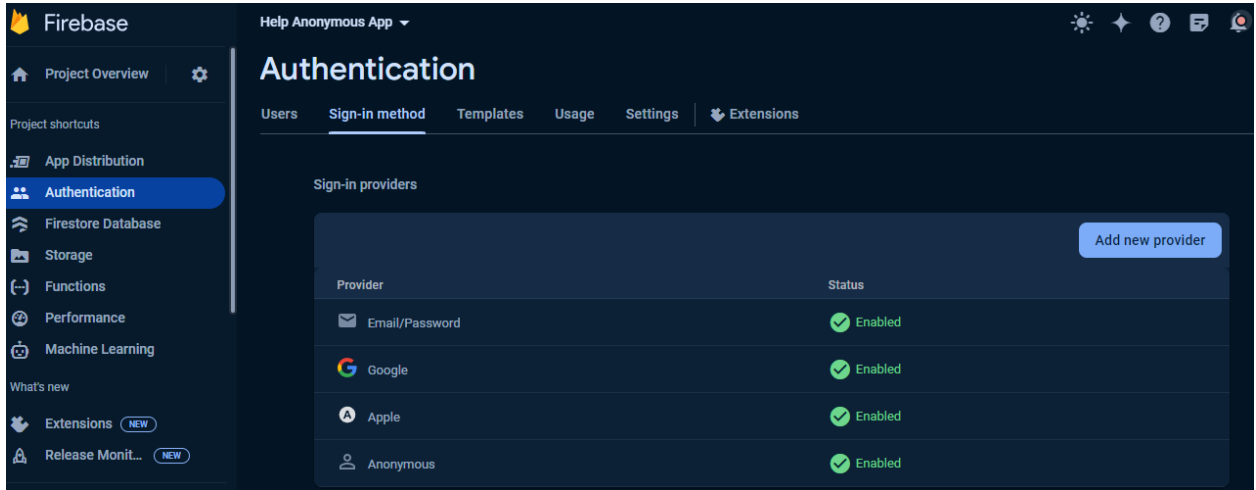 Firebase
Help Anonymous App
Project Overview
Authentication
Users Sign-in method Templates Usage Settings Extensions
Project shortcuts
App Distribution
Authentication
Firestore Database
Storage
Functions
Performance
Machine Learning
What's new
Extensions NEW
Release Monit... NEW
Sign-in providers
Add new provider
Provider Status
Email/Password Enabled
G Google Enabled
A Apple Enabled
Anonymous Enabled